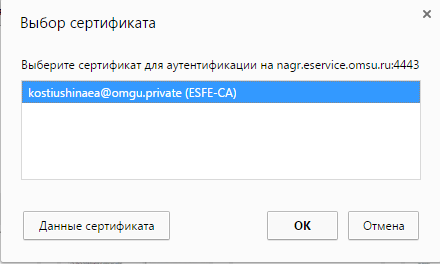 Выбор сертификата
Выберите сертификат для аутентификации на nagr.eservice.omsu.ru:4443
kostiushinaea@omgu.private (ESFE-CA)
Данные сертификата
ОК
Отмена